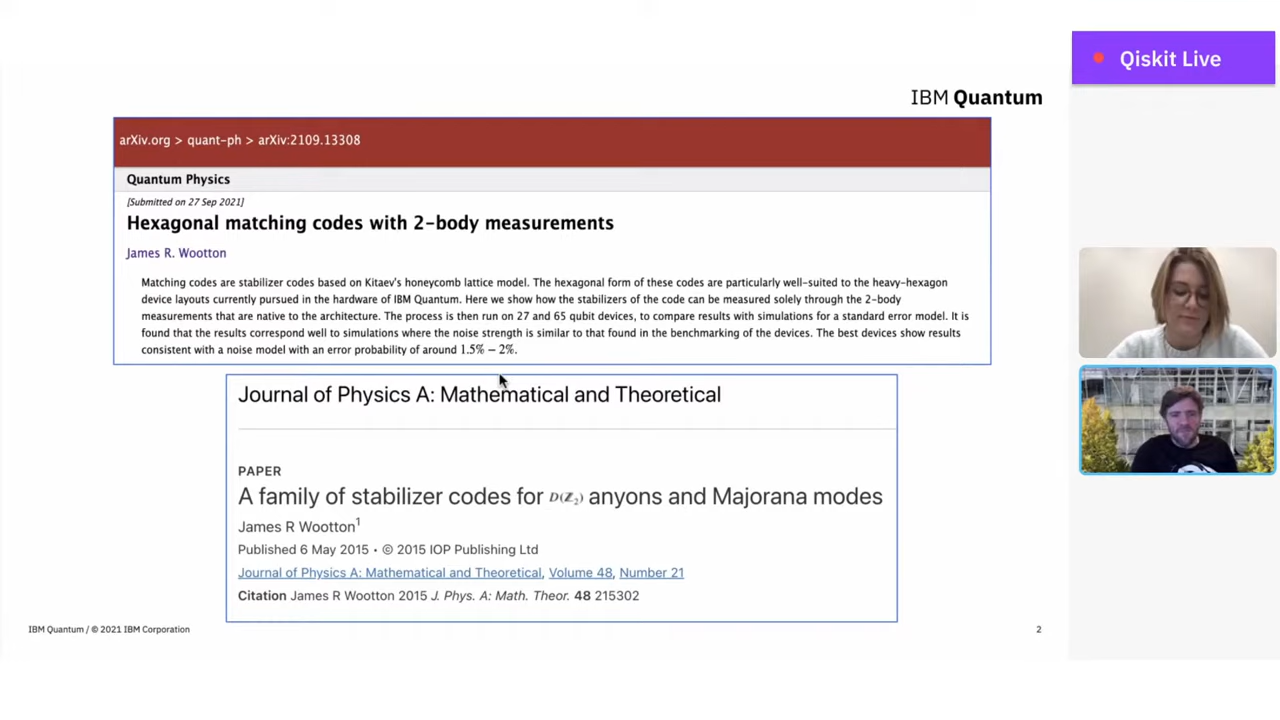 Qiskit Live
IBM Quantum
arXiv.org > quant-ph > arXiv:2109.13308
Quantum Physics
[Submitted on 27 Sep 2021]
Hexagonal matching codes with 2-body measurements
James R. Wootton
Matching codes are stabilizer codes based on Kitaev's honeycomb lattice model. The hexagonal form of these codes are particularly well-suited to the heavy-hexagon
device layouts currently pursued in the hardware of IBM Quantum. Here we show how the stabilizers of the code can be measured solely through the 2-body
measurements that are native to the architecture. The process is then run on 27 and 65 qubit devices, to compare results with simulations for a standard error model. It is
found that the results correspond well to simulations where the noise strength is similar to that found in the benchmarking of the devices. The best devices show results
consistent with a noise model with an error probability of around 1.5% − 2%.
Journal of Physics A: Mathematical and Theoretical
PAPER
A family of stabilizer codes for D(Z₂) anyons and Majorana modes
James R Wootton¹
Published 6 May 2015 • © 2015 IOP Publishing Ltd
Journal of Physics A: Mathematical and Theoretical, Volume 48, Number 21
Citation James R Wootton 2015 J. Phys. A: Math. Theor. 48 215302
IBM Quantum / © 2021 IBM Corporation
2